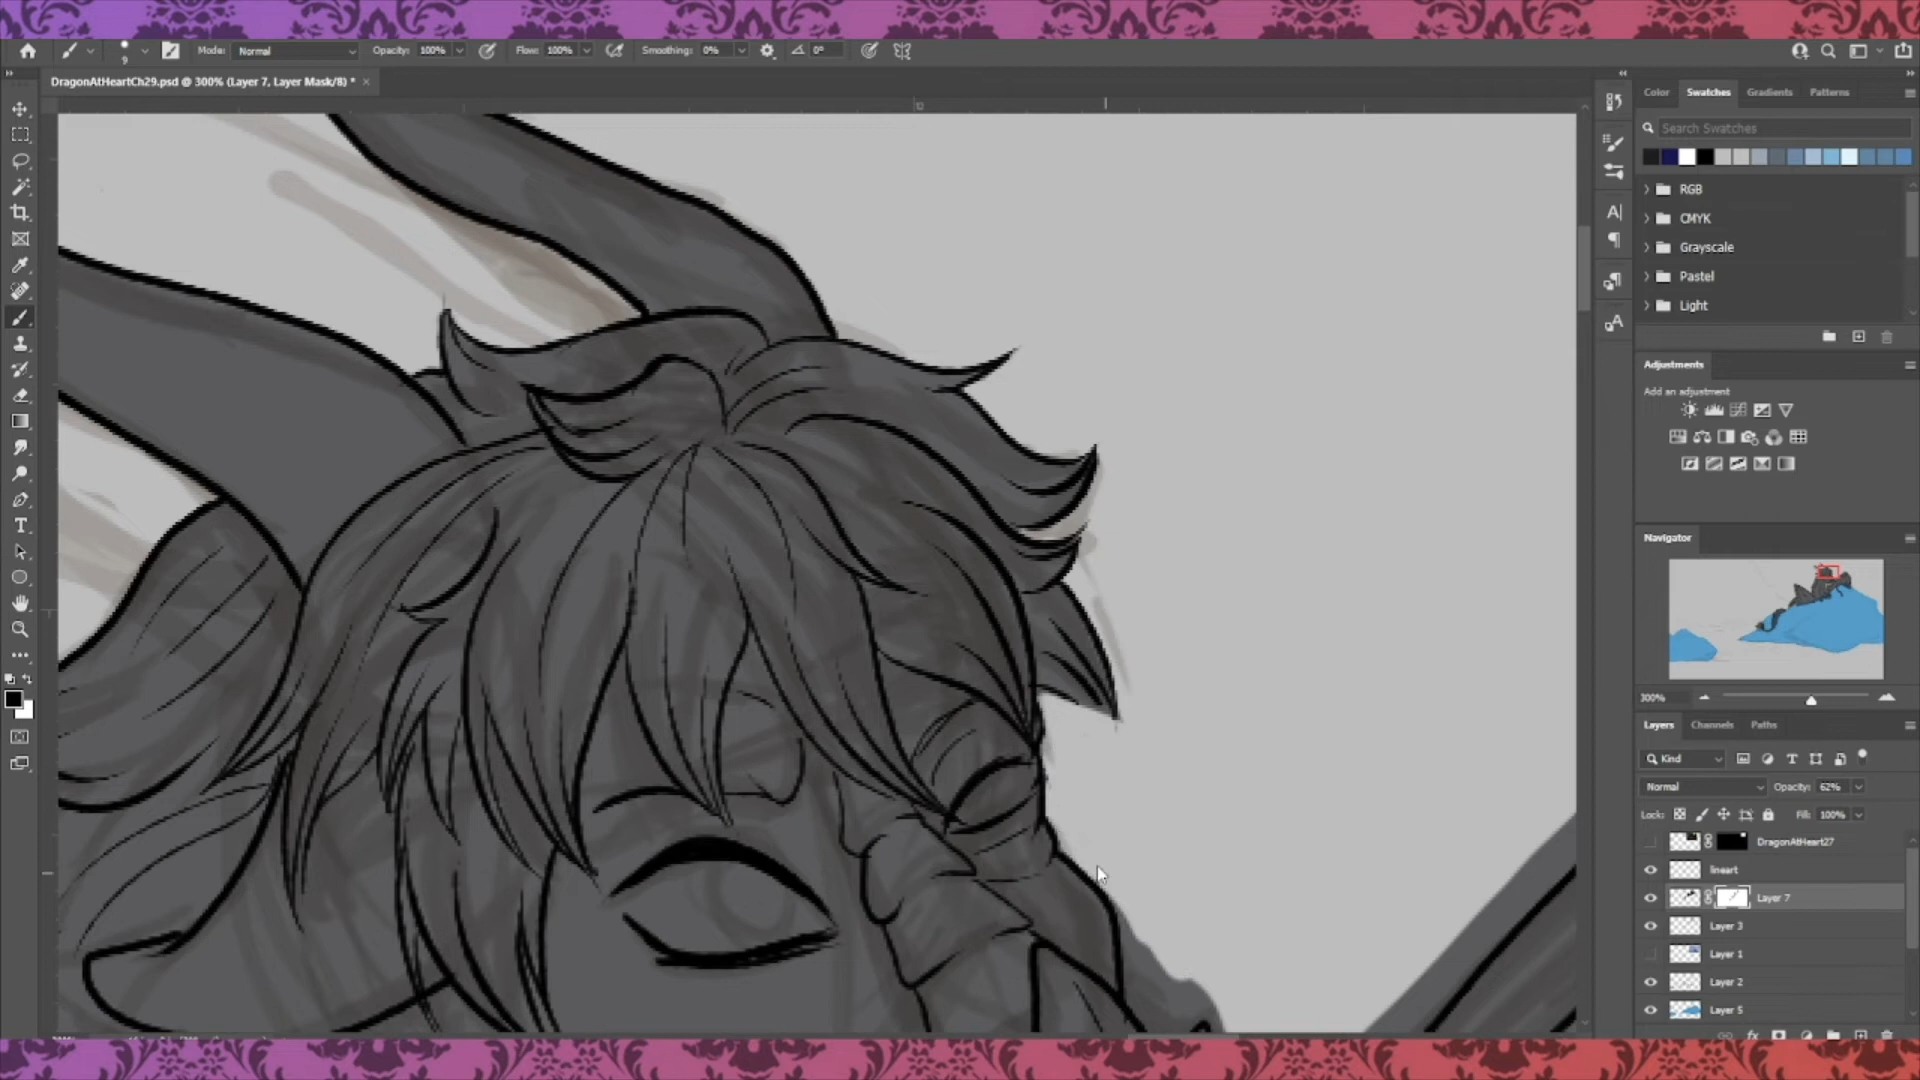 9 Mode: Normal Opacity: 100% Flow: 100% Smoothing: 0% 0°
DragonAtHeartCh29.psd @ 300% (Layer 7, Layer Mask/8) * ×
Color Swatches Gradients Patterns
Search Swatches
RGB
CMYK
Grayscale
Pastel
Light
Adjustments
Add an adjustment
Navigator
300%
Layers Channels Paths
Kind
Normal Opacity: 62%
Lock: Fill: 100%
DragonAtHeart27
lineart
Layer 7
Layer 3
Layer 1
Layer 2
Layer 5